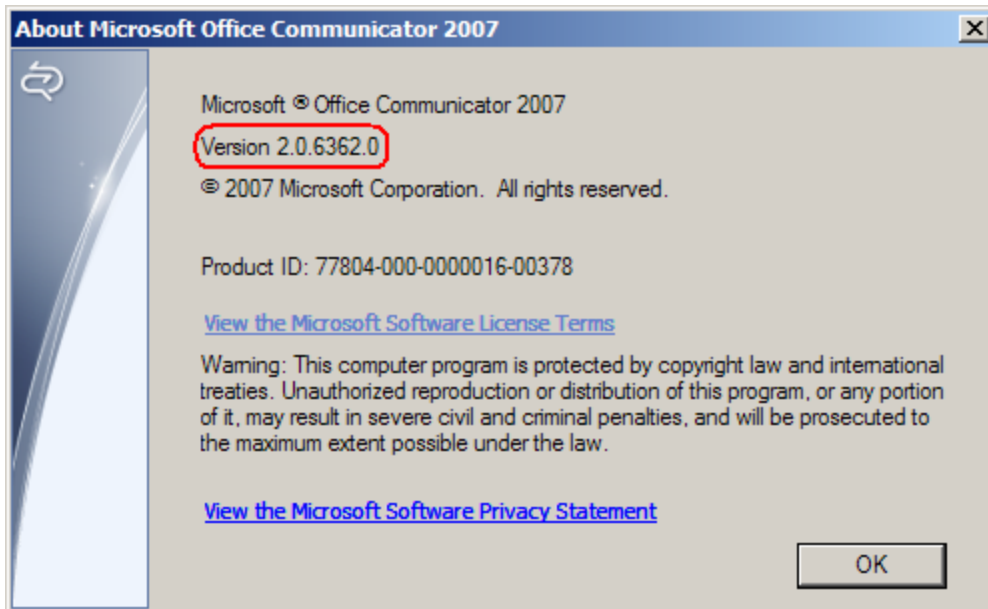 About Microsoft Office Communicator 2007
Microsoft ® Office Communicator 2007
Version 2.0.6362.0
© 2007 Microsoft Corporation. All rights reserved.
Product ID: 77804-000-0000016-00378
View the Microsoft Software License Terms
Warning: This computer program is protected by copyright law and international
treaties. Unauthorized reproduction or distribution of this program, or any portion
of it, may result in severe civil and criminal penalties, and will be prosecuted to
the maximum extent possible under the law.
View the Microsoft Software Privacy Statement
OK